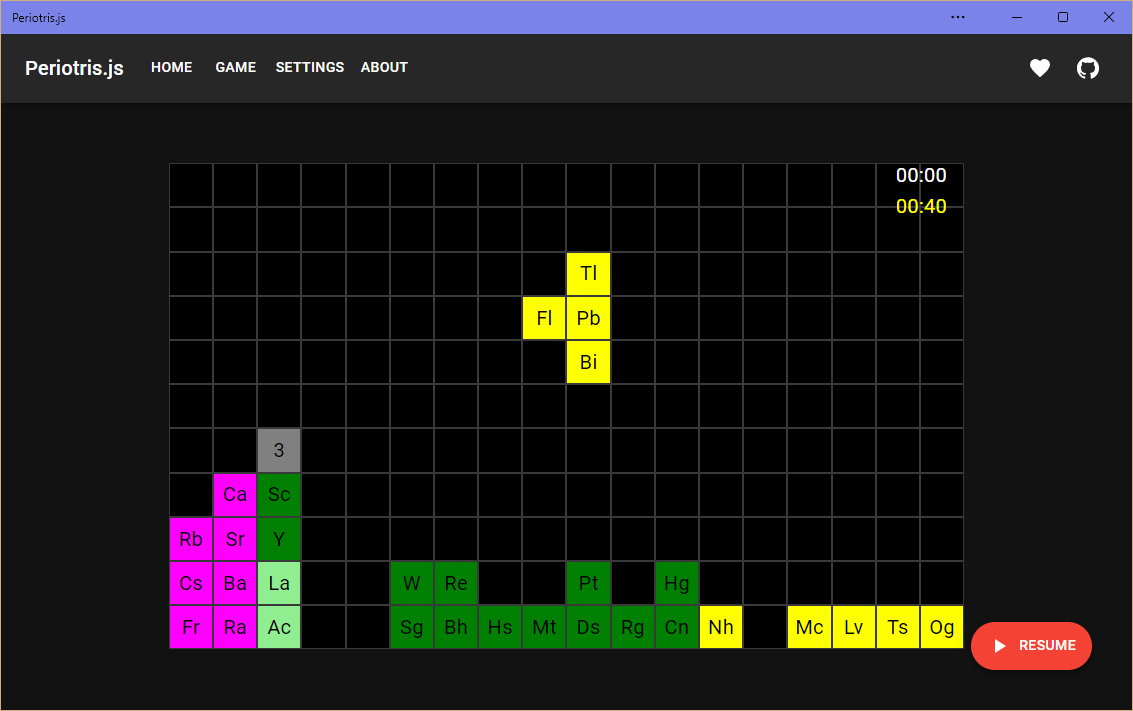 Periotris.js
Periotris.js HOME GAME SETTINGS ABOUT
00:00
00:40
Tl
Fl Pb
Bi
3
Ca Sc
Rb Sr Y
Cs Ba La W Re Pt Hg
Fr Ra Ac Sg Bh Hs Mt Ds Rg Cn Nh Mc Lv Ts Og
RESUME